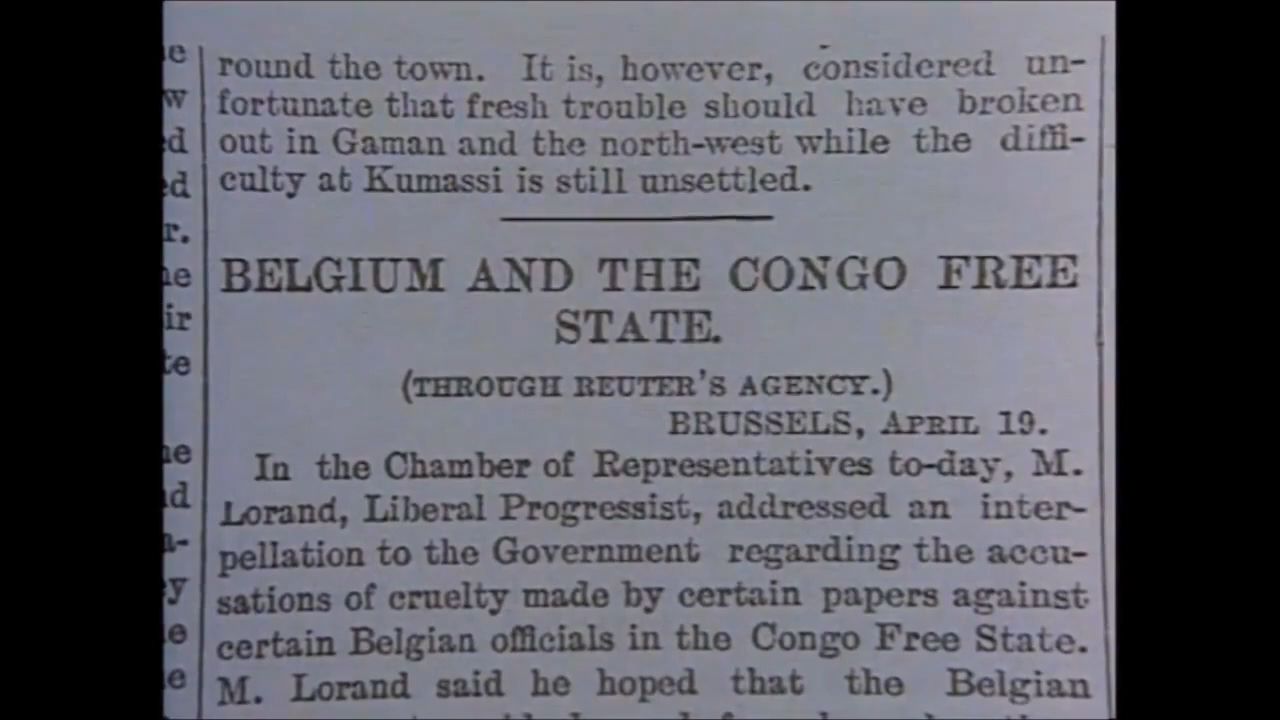 round the town. It is, however, considered un-
fortunate that fresh trouble should have broken
out in Gaman and the north-west while the diffi-
culty at Kumassi is still unsettled.
BELGIUM AND THE CONGO FREE
STATE.
(THROUGH REUTER'S AGENCY.)
BRUSSELS, APRIL 19.
In the Chamber of Representatives to-day, M.
Lorand, Liberal Progressist, addressed an inter-
pellation to the Government regarding the accu-
sations of cruelty made by certain papers against
certain Belgian officials in the Congo Free State.
M. Lorand said he hoped that the Belgian